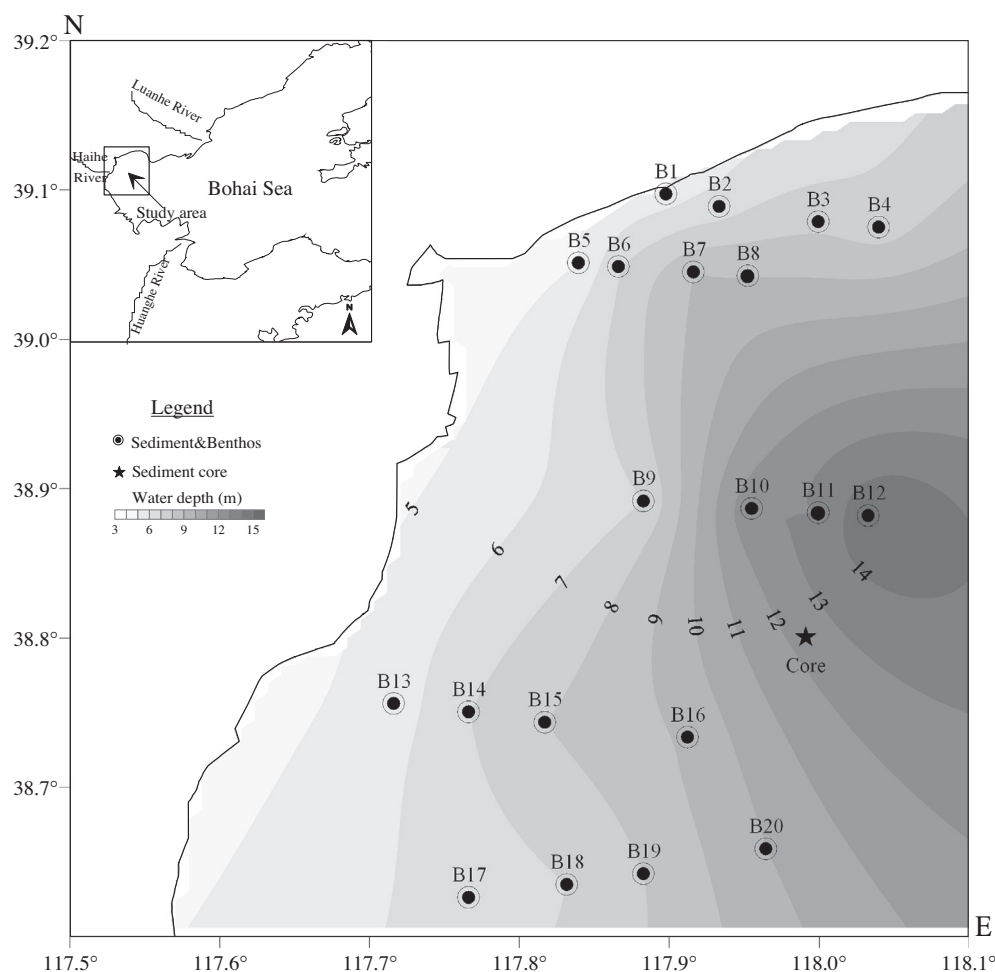 N
39.2°
39.1°
39.0°
38.9°
38.8°
38.7°
Luanhe River
Haihe
River
Bohai Sea
Study area
Huanghe River
N
B1
B2
B3
B4
B5
B6
B7
B8
Legend
Sediment&Benthos
Sediment core
Water depth (m)
3 6 9 12 15
B9
B10
B11
B12
5
6
7
8
9
10
11
12
13
14
Core
B13
B14
B15
B16
B17
B18
B19
B20
E
117.5° 117.6° 117.7° 117.8° 117.9° 118.0° 118.1°